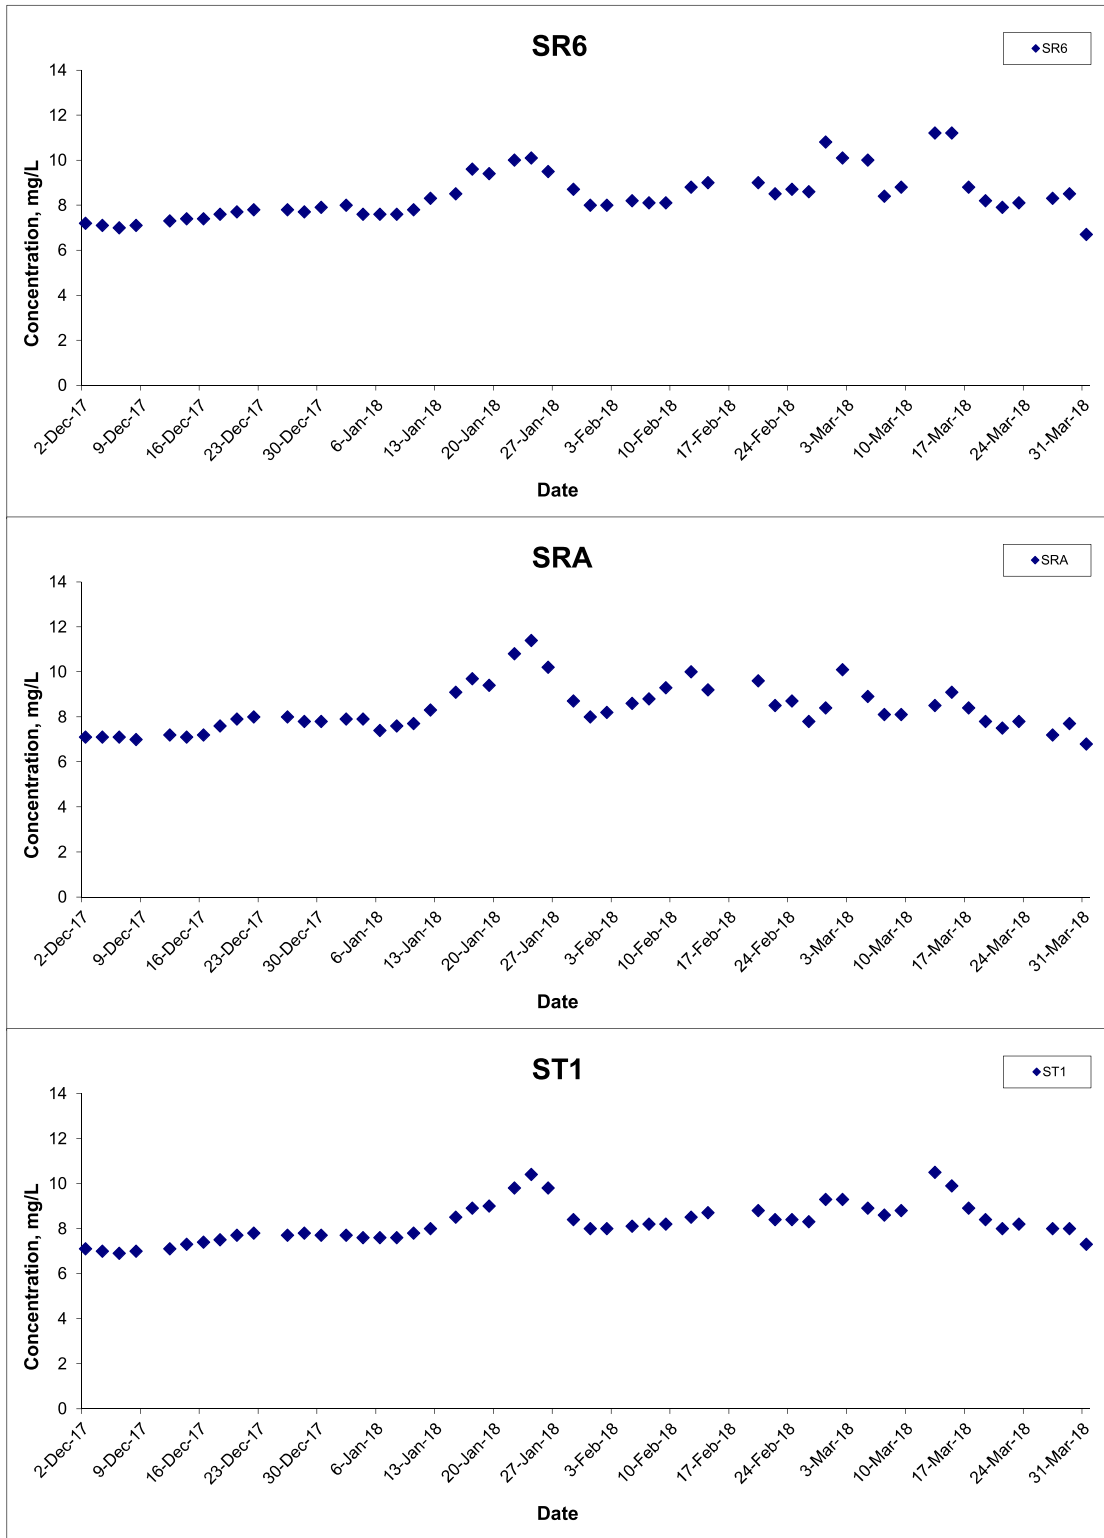 SR6
SR6
14
12
10
8
6
4
2
0
Concentration, mg/L
2-Dec-17
9-Dec-17
16-Dec-17
23-Dec-17
30-Dec-17
6-Jan-18
13-Jan-18
20-Jan-18
27-Jan-18
3-Feb-18
10-Feb-18
17-Feb-18
24-Feb-18
3-Mar-18
10-Mar-18
17-Mar-18
24-Mar-18
31-Mar-18
Date
SRA
SRA
14
12
10
8
6
4
2
0
Concentration, mg/L
2-Dec-17
9-Dec-17
16-Dec-17
23-Dec-17
30-Dec-17
6-Jan-18
13-Jan-18
20-Jan-18
27-Jan-18
3-Feb-18
10-Feb-18
17-Feb-18
24-Feb-18
3-Mar-18
10-Mar-18
17-Mar-18
24-Mar-18
31-Mar-18
Date
ST1
ST1
14
12
10
8
6
4
2
0
Concentration, mg/L
2-Dec-17
9-Dec-17
16-Dec-17
23-Dec-17
30-Dec-17
6-Jan-18
13-Jan-18
20-Jan-18
27-Jan-18
3-Feb-18
10-Feb-18
17-Feb-18
24-Feb-18
3-Mar-18
10-Mar-18
17-Mar-18
24-Mar-18
31-Mar-18
Date